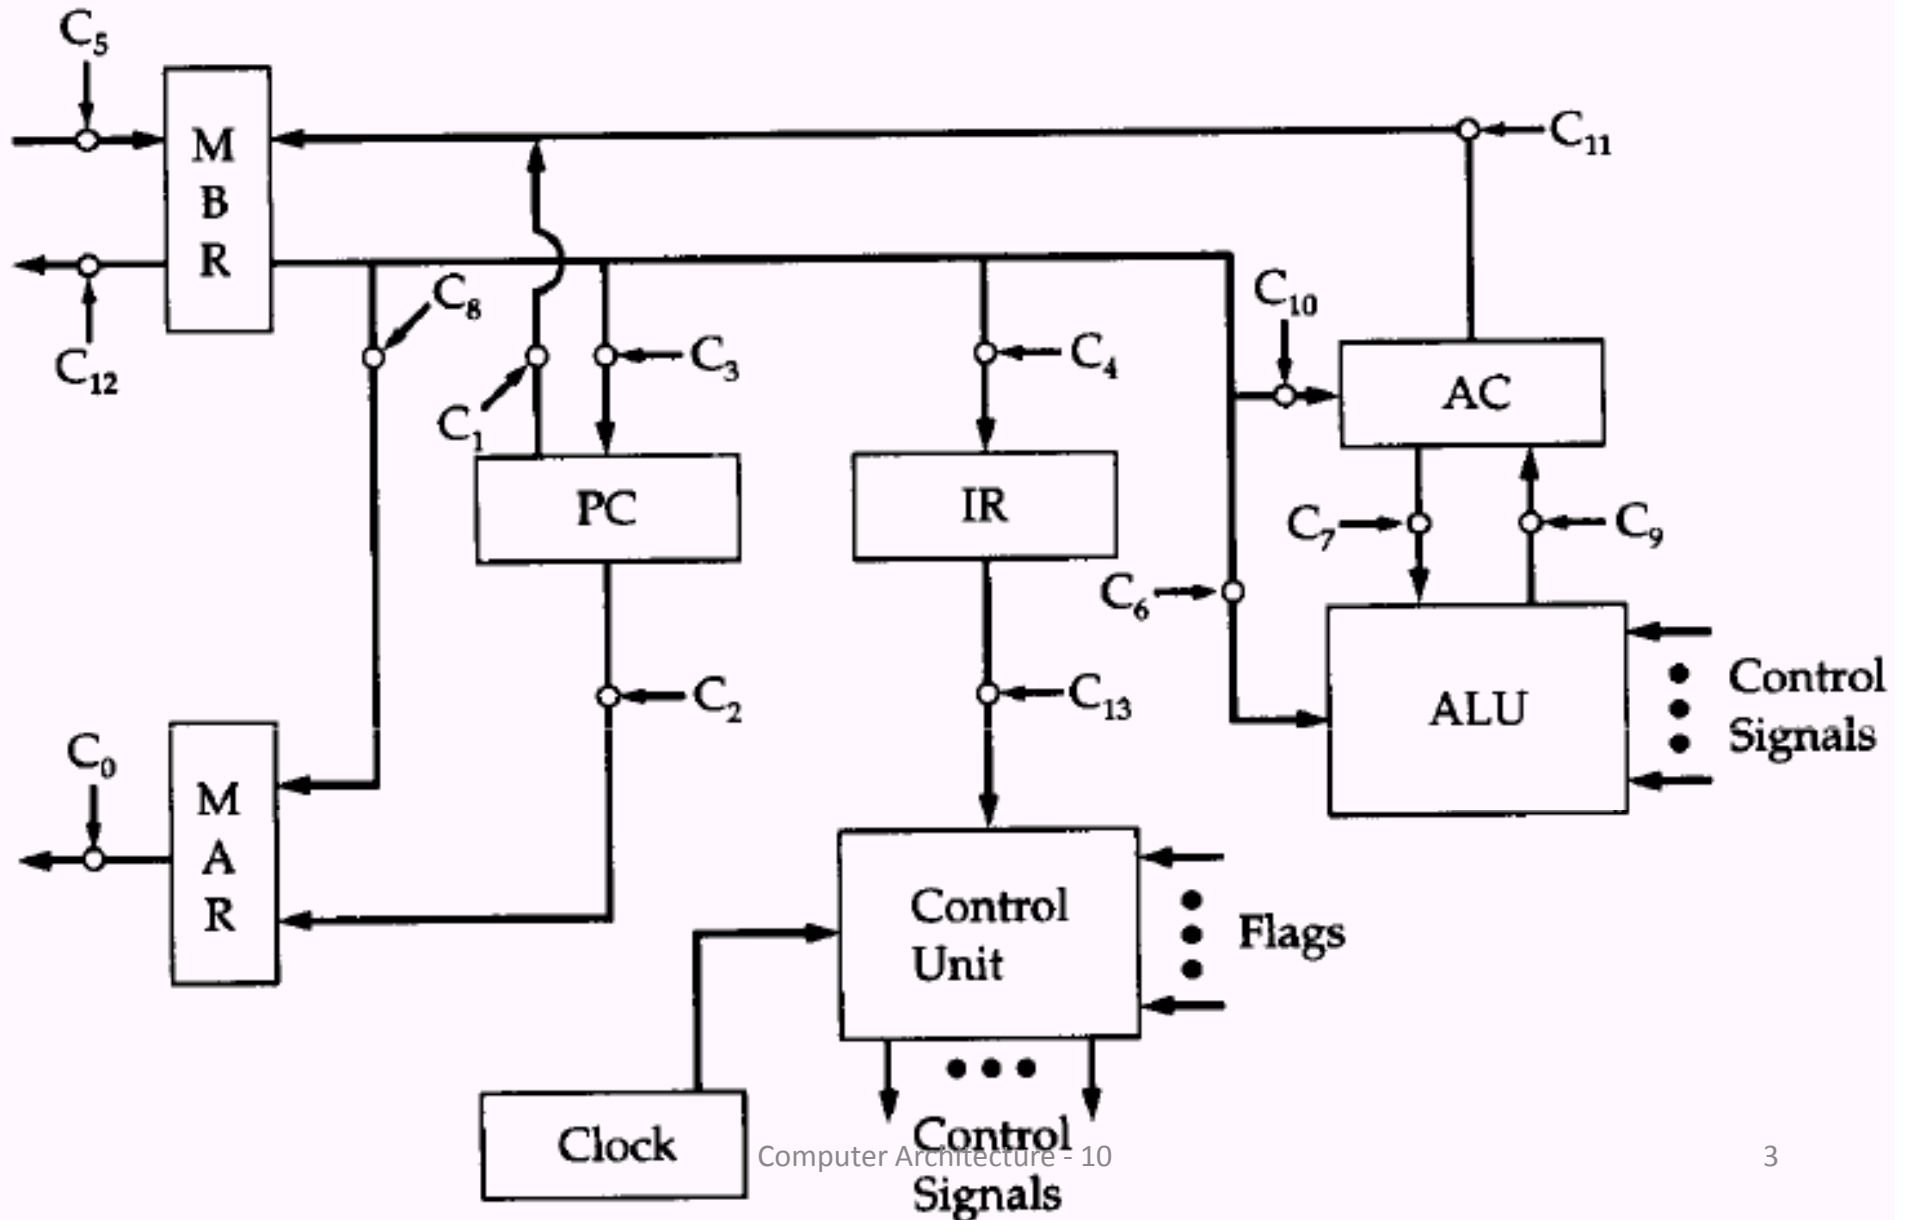 C5
M
B
R
C11
C12
C8
C1
C3
C4
C10
AC
PC
IR
C7
C9
C6
C2
C13
ALU
Control
Signals
C0
M
A
R
Control
Unit
Flags
Clock
Control
Signals
Computer Architecture - 10
3